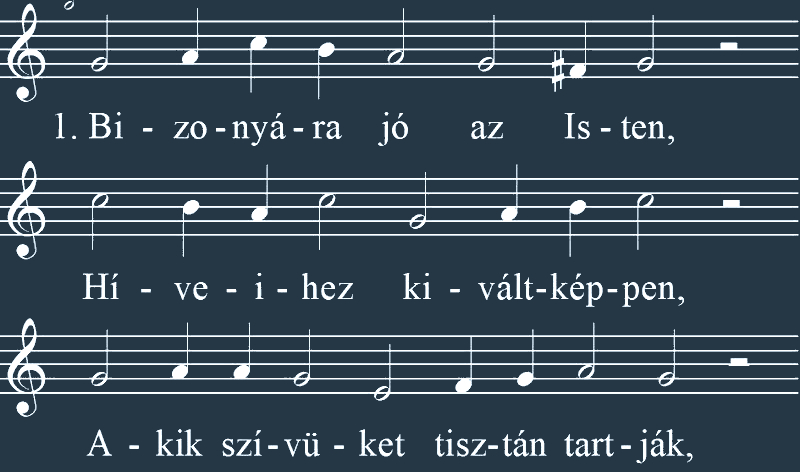 1. Bi - zo - nyá - ra jó az Is - ten,
Hí - ve - i - hez ki - vált-kép-pen,
A - kik szí-vü - ket tisz-tán tart - ják,